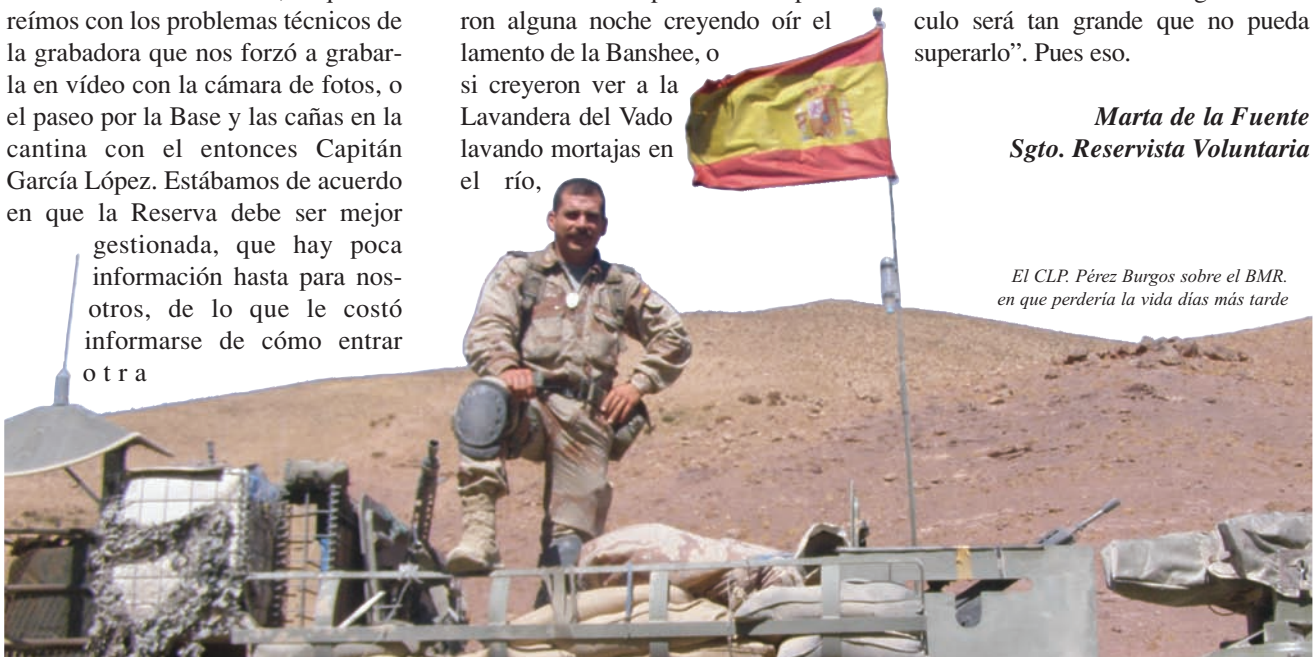 reímos con los problemas técnicos de
la grabadora que nos forzó a grabar-
la en vídeo con la cámara de fotos, o
el paseo por la Base y las cañas en la
cantina con el entonces Capitán
García López. Estábamos de acuerdo
en que la Reserva debe ser mejor
gestionada, que hay poca
información hasta para nos-
otros, de lo que le costó
informarse de cómo entrar
otra
ron alguna noche creyendo oír el
lamento de la Banshee, o
si creyeron ver a la
Lavandera del Vado
lavando mortajas en
el río,
culo será tan grande que no pueda
superarlo”. Pues eso.
Marta de la Fuente
Sgto. Reservista Voluntaria
El CLP. Pérez Burgos sobre el BMR.
en que perdería la vida días más tarde